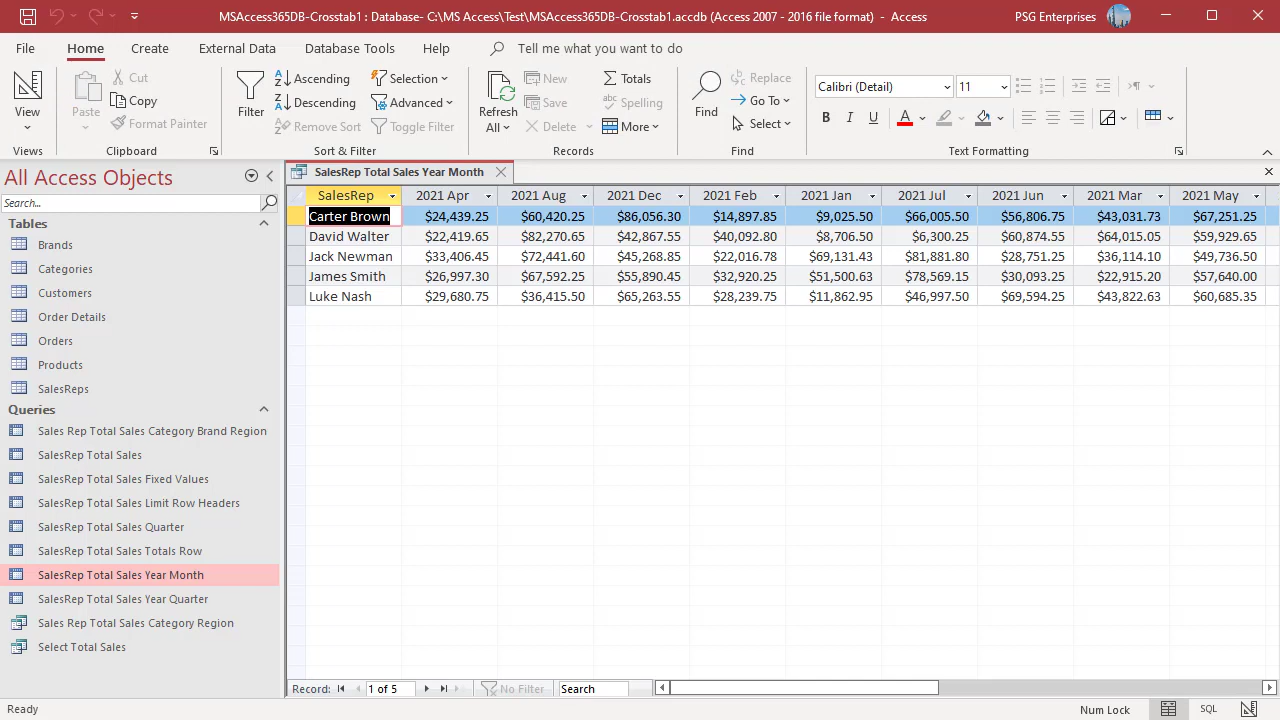 MSAccess365DB-Crosstab1 : Database- C:\MS Access\Test\MSAccess365DB-Crosstab1.accdb (Access 2007 - 2016 file format) - Access
PSG Enterprises
File Home Create External Data Database Tools Help Tell me what you want to do
View
Views
Paste
Cut
Copy
Format Painter
Clipboard
Filter
Ascending
Descending
Remove Sort
Selection
Advanced
Toggle Filter
Sort & Filter
Refresh
All
New
Save
Delete
Totals
Spelling
More
Records
Find
Replace
Go To
Select
Find
Calibri (Detail) 11
B I U A
Text Formatting
All Access Objects
Search...
Tables
Brands
Categories
Customers
Order Details
Orders
Products
SalesReps
Queries
Sales Rep Total Sales Category Brand Region
SalesRep Total Sales
SalesRep Total Sales Fixed Values
SalesRep Total Sales Limit Row Headers
SalesRep Total Sales Quarter
SalesRep Total Sales Totals Row
SalesRep Total Sales Year Month
SalesRep Total Sales Year Quarter
Sales Rep Total Sales Category Region
Select Total Sales
SalesRep Total Sales Year Month
SalesRep 2021 Apr 2021 Aug 2021 Dec 2021 Feb 2021 Jan 2021 Jul 2021 Jun 2021 Mar 2021 May
Carter Brown $24,439.25 $60,420.25 $86,056.30 $14,897.85 $9,025.50 $66,005.50 $56,806.75 $43,031.73 $67,251.25
David Walter $22,419.65 $82,270.65 $42,867.55 $40,092.80 $8,706.50 $6,300.25 $60,874.55 $64,015.05 $59,929.65
Jack Newman $33,406.45 $72,441.60 $45,268.85 $22,016.78 $69,131.43 $81,881.80 $28,751.25 $36,114.10 $49,736.50
James Smith $26,997.30 $67,592.25 $55,890.45 $32,920.25 $51,500.63 $78,569.15 $30,093.25 $22,915.20 $57,640.00
Luke Nash $29,680.75 $36,415.50 $65,263.55 $28,239.75 $11,862.95 $46,997.50 $69,594.25 $43,822.63 $60,685.35
Record: 1 of 5 No Filter Search
Ready
Num Lock
SQL